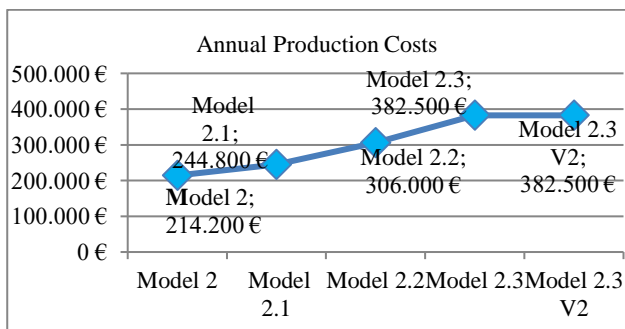 Annual Production Costs
500.000 €
400.000 €
300.000 €
200.000 €
100.000 €
0 €
Model
2.1;
244.800 €
Model 2;
214.200 €
Model 2.3;
382.500 €
Model 2.2;
306.000 €
Model 2.3
V2;
382.500 €
Model 2
Model
2.1
Model 2.2
Model 2.3
Model 2.3
V2